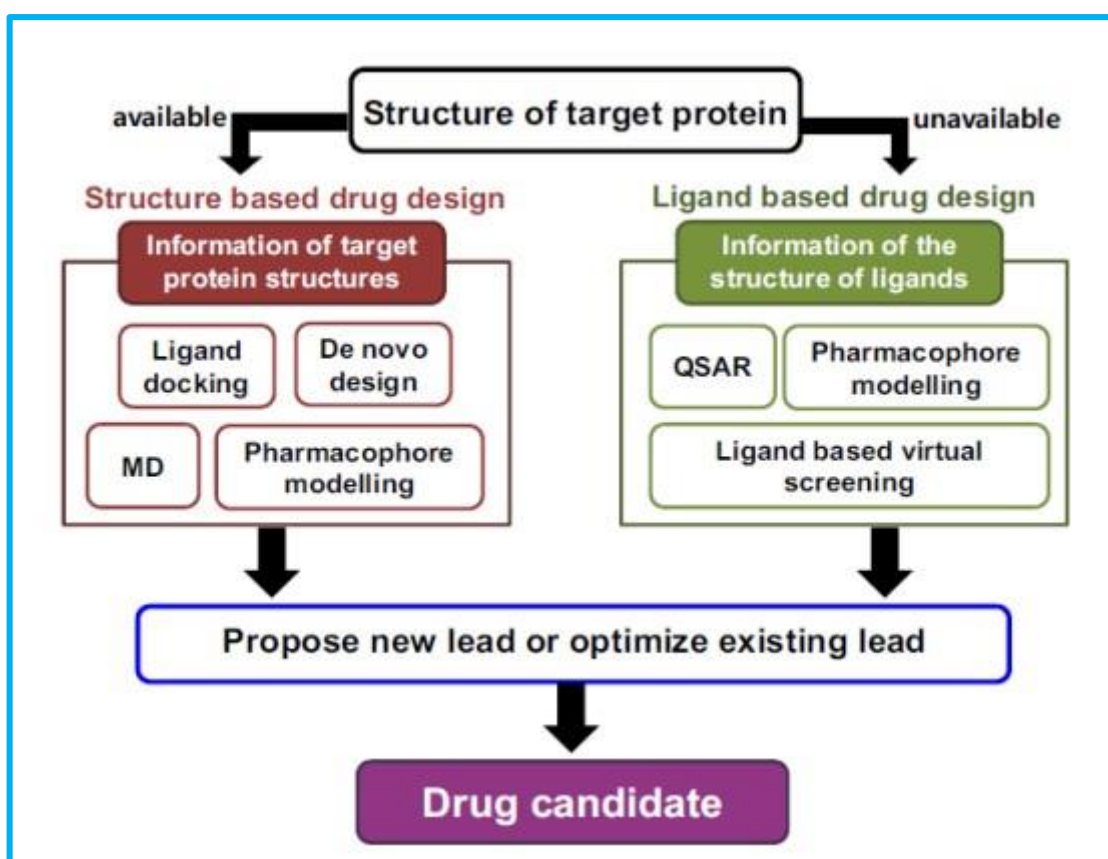 Structure of target protein
available
unavailable
Structure based drug design
Information of target
protein structures
Ligand
docking
De novo
design
MD
Pharmacophore
modelling
Ligand based drug design
Information of the
structure of ligands
QSAR
Pharmacophore
modelling
Ligand based virtual
screening
Propose new lead or optimize existing lead
Drug candidate